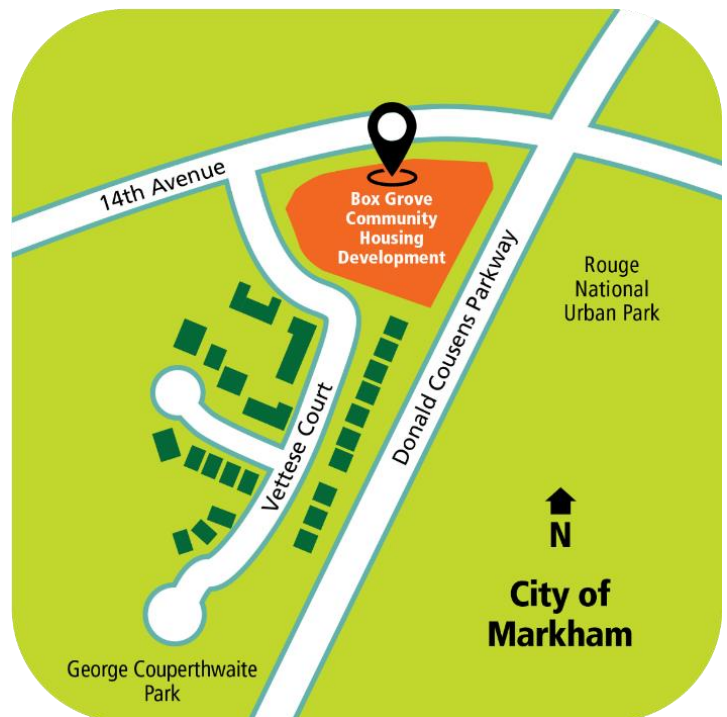 14th Avenue
Box Grove
Community
Housing
Development
Donald Cousens Parkway
Rouge
National
Urban Park
Vettese Court
N
City of
Markham
George Couperthwaite
Park